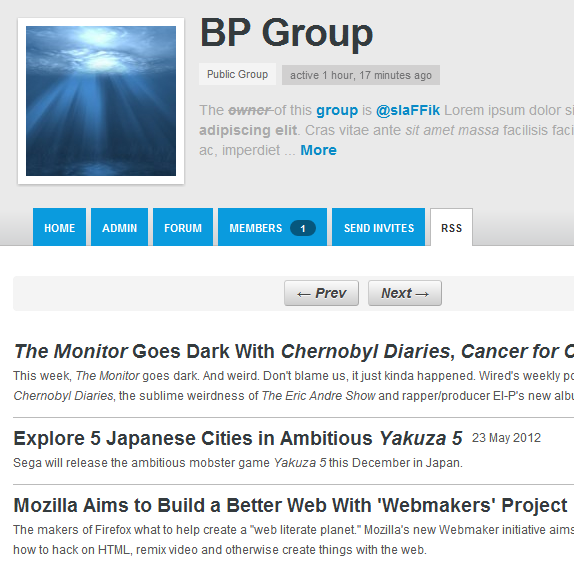 BP Group
Public Group
active 1 hour, 17 minutes ago
The owner of this group is @slaFFik Lorem ipsum dolor si
adipiscing elit. Cras vitae ante sit amet massa facilisis faci
ac, imperdiet ... More
HOME ADMIN FORUM MEMBERS 1 SEND INVITES RSS
← Prev Next →
The Monitor Goes Dark With Chernobyl Diaries, Cancer for C
This week, The Monitor goes dark. And weird. Don't blame us, it just kinda happened. Wired's weekly po
Chernobyl Diaries, the sublime weirdness of The Eric Andre Show and rapper/producer El-P's new albu
Explore 5 Japanese Cities in Ambitious Yakuza 5 23 May 2012
Sega will release the ambitious mobster game Yakuza 5 this December in Japan.
Mozilla Aims to Build a Better Web With 'Webmakers' Project
The makers of Firefox what to help create a "web literate planet." Mozilla's new Webmaker initiative aims
how to hack on HTML, remix video and otherwise create things with the web.